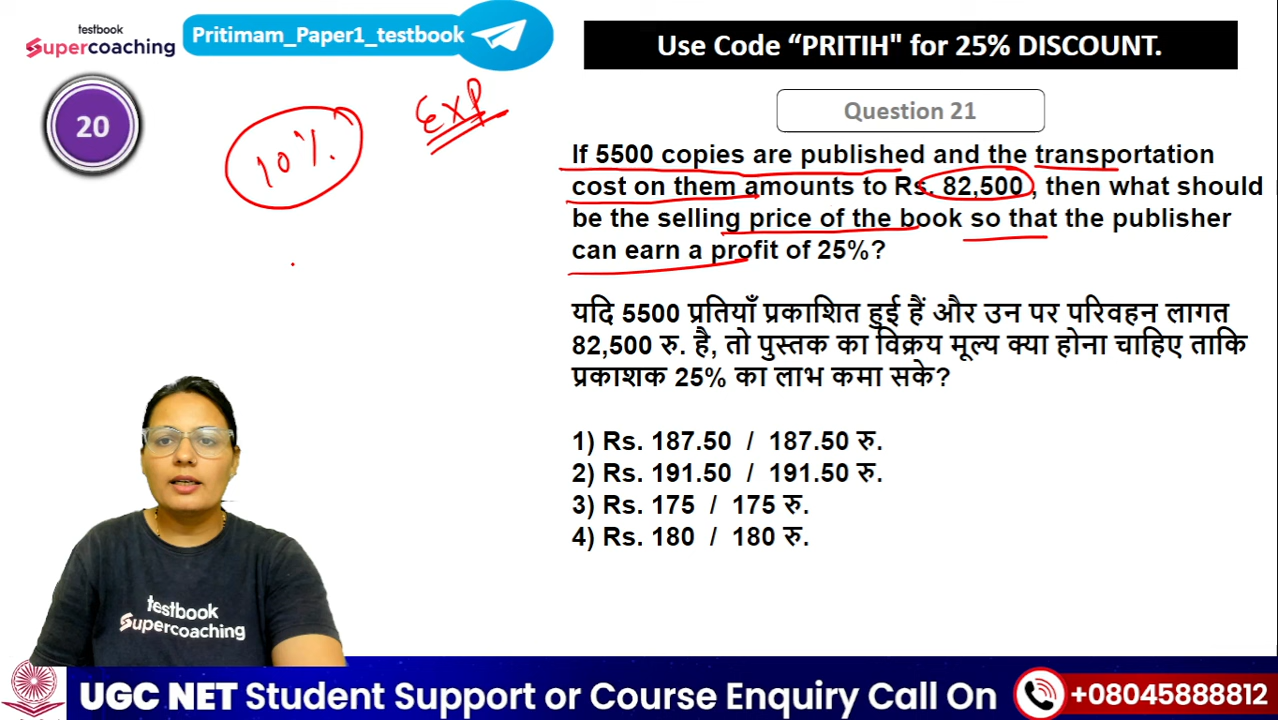 testbook
Supercoaching
Pritimam_Paper1_testbook
Use Code “PRITIH" for 25% DISCOUNT.
20
10%
Exp
Question 21
If 5500 copies are published and the transportation
cost on them amounts to Rs. 82,500 , then what should
be the selling price of the book so that the publisher
can earn a profit of 25%?
यदि 5500 प्रतियाँ प्रकाशित हुई हैं और उन पर परिवहन लागत
82,500 रु. है, तो पुस्तक का विक्रय मूल्य क्या होना चाहिए ताकि
प्रकाशक 25% का लाभ कमा सके?
1) Rs. 187.50 / 187.50 रु.
2) Rs. 191.50 / 191.50 रु.
3) Rs. 175 / 175 रु.
4) Rs. 180 / 180 रु.
testbook
Supercoaching
UGC NET Student Support or Course Enquiry Call On
+08045888812